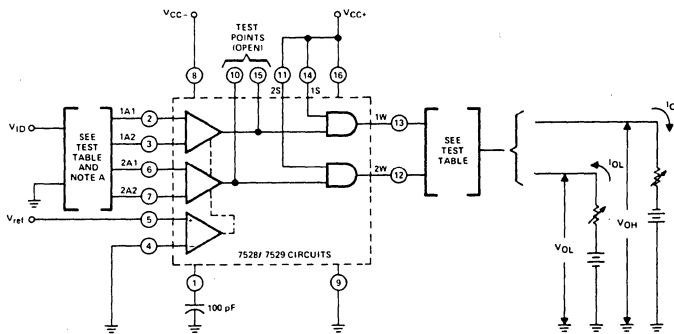 VCC-
VCC+
TEST
POINTS
(OPEN)
8
10
15
11
14
16
2S
1S
VID
SEE
TEST
TABLE
AND
NOTE A
1A1
2
1A2
3
2A1
6
2A2
7
Vref
5
+
4
−
1W
13
2W
12
SEE
TEST
TABLE
IOL
VOL
VOH
7528/ 7529 CIRCUITS
1
9
100 pF